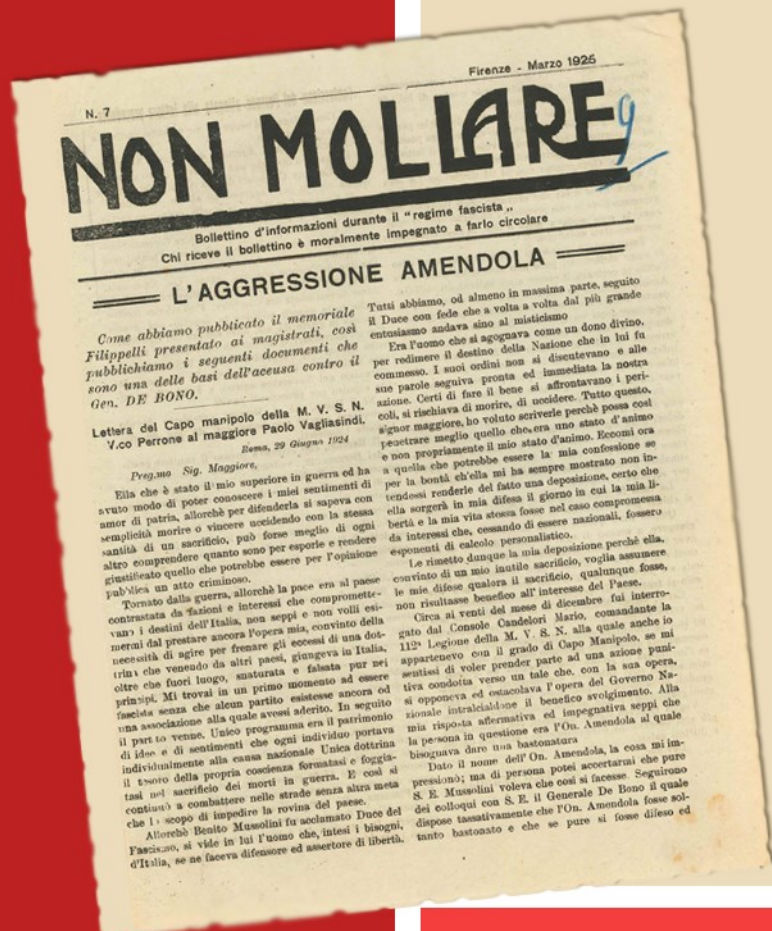 N. 7
Firenze - Marzo 1925
NON MOLLARE
9
Bollettino d'informazioni durante il "regime fascista „
Chi riceve il bollettino è moralmente impegnato a farlo circolare
L'AGGRESSIONE AMENDOLA
Come abbiamo pubbticato il memoriale
Filippelli presentato ai magistrati, così
pubblichiamo i seguenti documenti che
sono una delle basi dell'aceusa contro il
Gen. DE BONO.
Lettera del Capo manipolo della M. V. S. N.
V.co Perrone al maggiore Paolo Vagliasindi.
Roma, 29 Giugno 1924
Preg.mo Sig. Maggiore,
Ella che è stato il mio superiore in guerra ed ha
avuto modo di poter conoscere i miei sentimenti di
amor di patria, allorchè per difenderla si sapeva con
semplicità morire o vincere uccidendo con la stessa
santità di un sacrificio, può forse meglio di ogni
altro comprendere quanto sono per esporle e rendere
giustificato quello che potrebbe essere per l'opinione
pubblica un atto criminoso.
Tornato dalla guerra, allorchè la pace era al paese
contrastata da fazioni e interessi che compromette-
vano i destini dell'Italia, non seppi e non volli esi-
mermi dal prestare ancora l'opera mia, convinto della
necessità di agire per frenare gli eccessi di una dot-
trina che venendo da altri paesi, giungeva in Italia,
oltre che fuori luogo, snaturata e falsata pur nei
principi. Mi trovai in un primo momento ad essere
fascista senza che alcun partito esistesse ancora od
una associazione alla quale avessi aderito. In seguito
il partito venne. Unico programma era il patrimonio
di idee e di sentimenti che ogni individuo portava
individualmente alla causa nazionale Unica dottrina
il tesoro della propria coscienza formatasi e foggia-
tasi nel sacrificio dei morti in guerra. E così si
continuò a combattere nelle strade senza altra meta
che lo scopo di impedire la rovina del paese.
Allorchè Benito Mussolini fu acclamato Duce del
Fascismo, si vide in lui l'uomo che, intesi i bisogni,
d'Italia, se ne faceva difensore ed assertore di libertà.
Tutti abbiamo, od almeno in massima parte, seguito
il Duce con fede che a volta a volta dal più grande
entusiasmo andava sino al misticismo
Era l'uomo che si agognava come un dono divino,
per redimere il destino della Nazione che in lui fu
commesso. I suoi ordini non si discutevano e alle
sue parole seguiva pronta ed immediata la nostra
azione. Certi di fare il bene si affrontavano i peri-
coli, si rischiava di morire, di uccidere. Tutto questo,
signor maggiore, ho voluto scriverle perchè possa così
penetrare meglio quello che era uno stato d'animo
e non propriamente il mio stato d'animo. Eccomi ora
a quella che potrebbe essere la mia confessione se
per la bontà ch'ella mi ha sempre mostrato non in-
tendessi renderle del fatto una deposizione, certo che
ella sorgerà in mia difesa il giorno in cui la mia li-
bertà e la mia vita stessa fosse nel caso compromessa
da interessi che, cessando di essere nazionali, fossero
esponenti di calcolo personalistico.
Le rimetto dunque la mia deposizione perchè ella,
convinto di un mio inutile sacrificio, voglia assumere
le mie difese qualora il sacrificio, qualunque fosse,
non risultasse benefico all'interesse del Paese.
Circa ai venti del mese di dicembre fui interro-
gato dal Console Candelori Mario, comandante la
112ª Legione della M. V. S. N. alla quale anche io
appartenevo con il grado di Capo Manipolo, se mi
sentissi di voler prender parte ad una azione puni-
tiva condotta verso un tale che, con la sua opera,
si opponeva ed ostacolava l'opera del Governo Na-
zionale intralcialdone il benefico svolgimento. Alla
mia risposta affermativa ed impegnativa seppi che
la persona in questione era l'On. Amendola al quale
bisognava dare una bastonatura
Dato il nome dell'On. Amendola, la cosa mi im-
pressionò; ma di persona potei accertarmi che pure
S. E. Mussolini voleva che così si facesse. Seguirono
dei colloqui con S. E. il Generale De Bono il quale
dispose tassativamente che l'On. Amendola fosse sol-
tanto bastonato e che se pure si fosse difeso ed